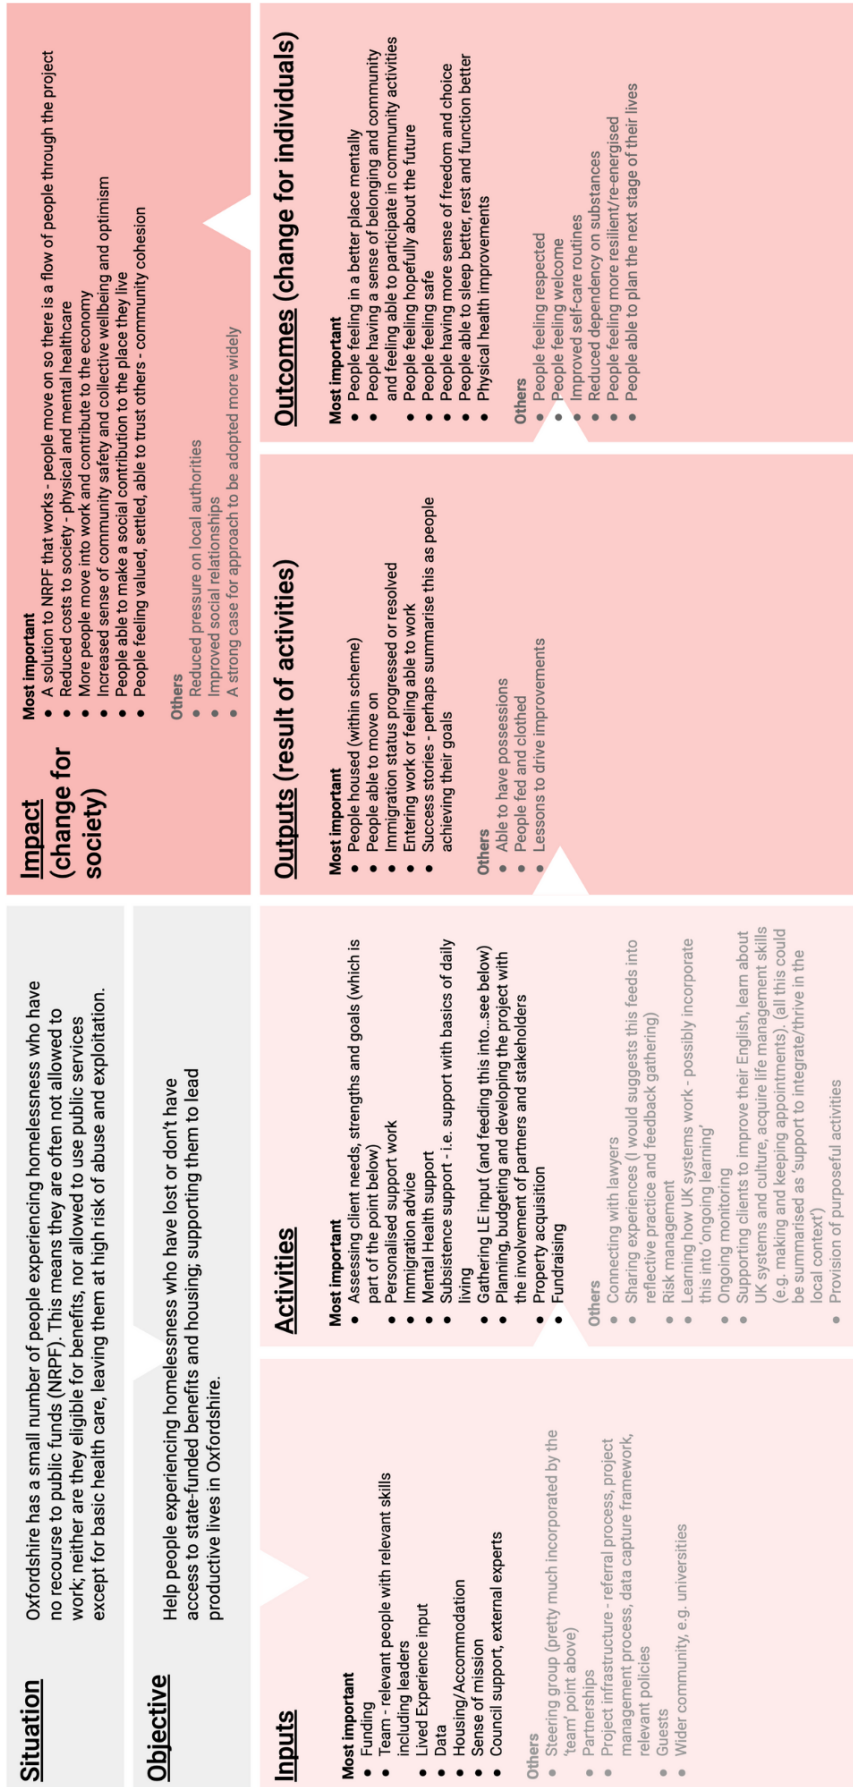 Situation
Oxfordshire has a small number of people experiencing homelessness who have
no recourse to public funds (NRPF). This means they are often not allowed to
work; neither are they eligible for benefits, nor allowed to use public services
except for basic health care, leaving them at high risk of abuse and exploitation.
Objective
Help people experiencing homelessness who have lost or don't have
access to state-funded benefits and housing; supporting them to lead
productive lives in Oxfordshire.
Impact
(change for
society)
Most important
● A solution to NRPF that works - people move on so there is a flow of people through the project
● Reduced costs to society - physical and mental healthcare
● More people move into work and contribute to the economy
● Increased sense of community safety and collective wellbeing and optimism
● People able to make a social contribution to the place they live
● People feeling valued, settled, able to trust others - community cohesion
Others
● Reduced pressure on local authorities
● Improved social relationships
● A strong case for approach to be adopted more widely
Inputs
Most important
● Funding
● Team - relevant people with relevant skills
including leaders
● Lived Experience input
● Data
● Housing/Accommodation
● Sense of mission
● Council support, external experts
Others
● Steering group (pretty much incorporated by the
'team' point above)
● Partnerships
● Project infrastructure - referral process, project
management process, data capture framework,
relevant policies
● Guests
● Wider community, e.g. universities
Activities
Most important
● Assessing client needs, strengths and goals (which is
part of the point below)
● Personalised support work
● Immigration advice
● Mental Health support
● Subsistence support - i.e. support with basics of daily
living
● Gathering LE input (and feeding this into...see below)
● Planning, budgeting and developing the project with
the involvement of partners and stakeholders
● Property acquisition
● Fundraising
Others
● Connecting with lawyers
● Sharing experiences (I would suggests this feeds into
reflective practice and feedback gathering)
● Risk management
● Learning how UK systems work - possibly incorporate
this into 'ongoing learning'
● Ongoing monitoring
● Supporting clients to improve their English, learn about
UK systems and culture, acquire life management skills
(e.g. making and keeping appointments). (all this could
be summarised as 'support to integrate/thrive in the
local context')
● Provision of purposeful activities
Outputs (result of activities)
Most important
● People housed (within scheme)
● People able to move on
● Immigration status progressed or resolved
● Entering work or feeling able to work
● Success stories - perhaps summarise this as people
achieving their goals
Others
● Able to have possessions
● People fed and clothed
● Lessons to drive improvements
Outcomes (change for individuals)
Most important
● People feeling in a better place mentally
● People having a sense of belonging and community
and feeling able to participate in community activities
● People feeling hopefully about the future
● People feeling safe
● People having more sense of freedom and choice
● People able to sleep better, rest and function better
● Physical health improvements
Others
● People feeling respected
● People feeling welcome
● Improved self-care routines
● Reduced dependency on substances
● People feeling more resilient/re-energised
● People able to plan the next stage of their lives